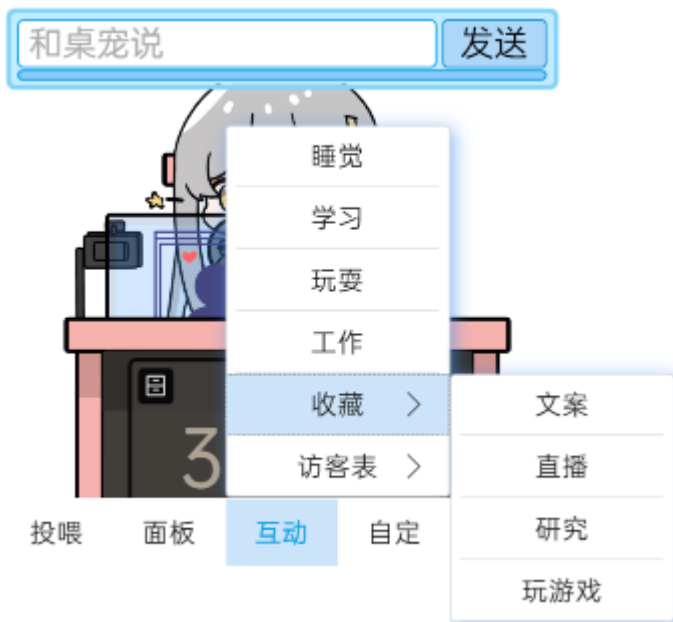 和桌宠说 发送
睡觉
学习
玩耍
工作
收藏
访客表
文案
直播
研究
玩游戏
3
投喂 面板 互动 自定